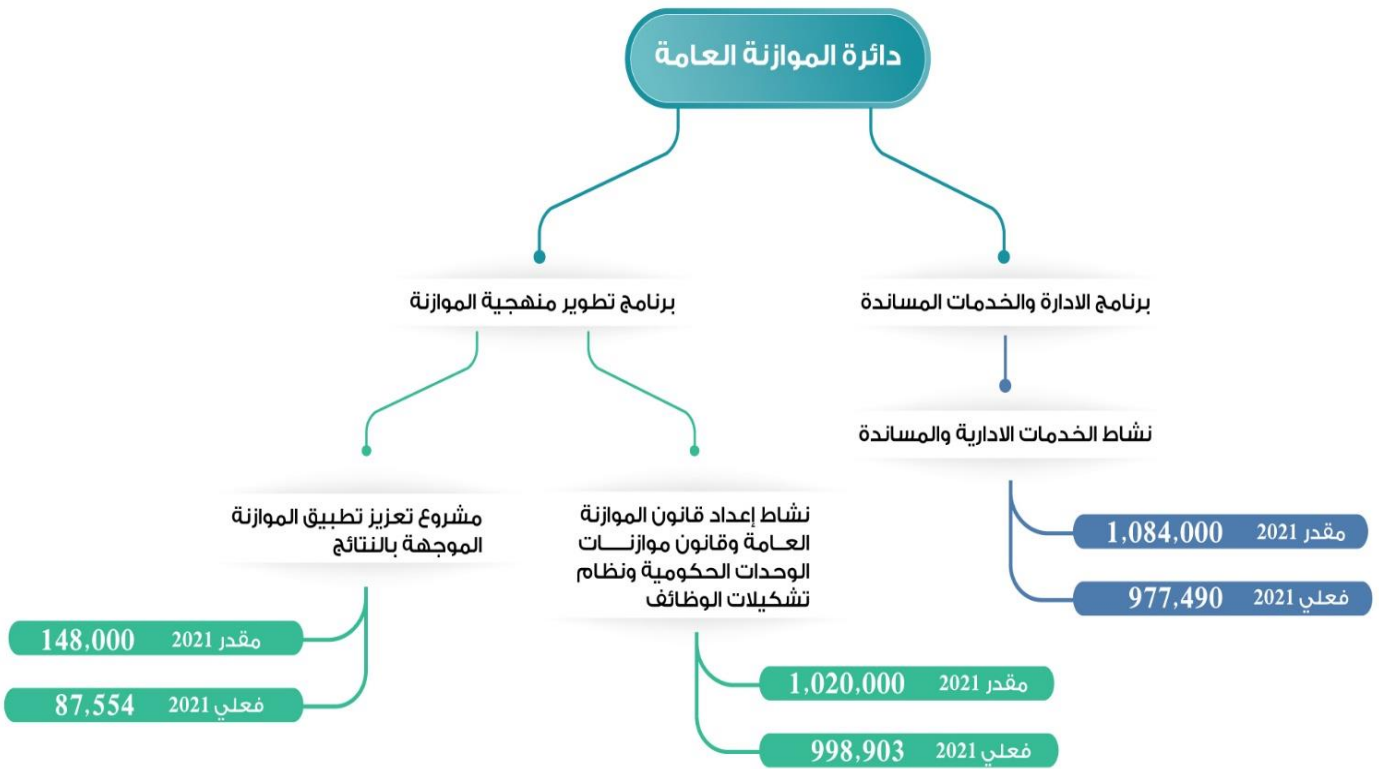 دائرة الموازنة العامة
برنامج الادارة والخدمات المساندة
برنامج تطوير منهجية الموازنة
نشاط الخدمات الادارية والمساندة
مقدر 2021 1,084,000
فعلي 2021 977,490
نشاط إعداد قانون الموازنة
العــامة وقانون موازنـــــات
الوحدات الحكومية ونظام
تشكيلات الوظائف
مقدر 2021 1,020,000
فعلي 2021 998,903
مشروع تعزيز تطبيق الموازنة
الموجهة بالنتائج
مقدر 2021 148,000
فعلي 2021 87,554